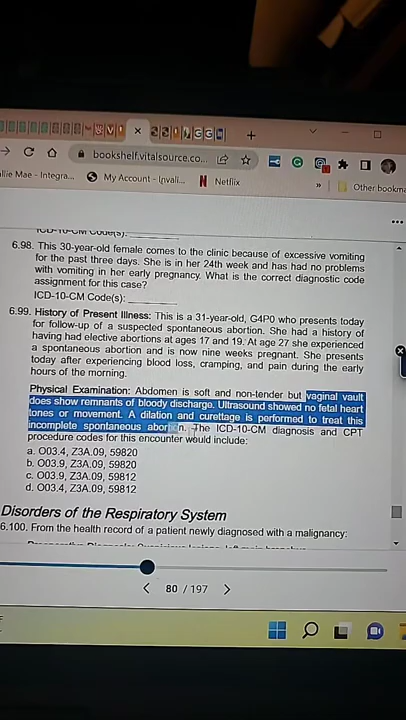 bookshelf.vitalsource.co...
llie Mae - Integra... My Account - Invali... Netflix » Other bookma
6.98. This 30-year-old female comes to the clinic because of excessive vomiting
for the past three days. She is in her 24th week and has had no problems
with vomiting in her early pregnancy. What is the correct diagnostic code
assignment for this case?
ICD-10-CM Code(s):
6.99. History of Present Illness: This is a 31-year-old, G4P0 who presents today
for follow-up of a suspected spontaneous abortion. She had a history of
having had elective abortions at ages 17 and 19. At age 27 she experienced
a spontaneous abortion and is now nine weeks pregnant. She presents
today after experiencing blood loss, cramping, and pain during the early
hours of the morning.
Physical Examination: Abdomen is soft and non-tender but vaginal vault
does show remnants of bloody discharge. Ultrasound showed no fetal heart
tones or movement. A dilation and curettage is performed to treat this
incomplete spontaneous abortion. The ICD-10-CM diagnosis and CPT
procedure codes for this encounter would include:
a. O03.4, Z3A.09, 59820
b. O03.9, Z3A.09, 59820
c. O03.9, Z3A.09, 59812
d. O03.4, Z3A.09, 59812
Disorders of the Respiratory System
6.100. From the health record of a patient newly diagnosed with a malignancy:
80 / 197